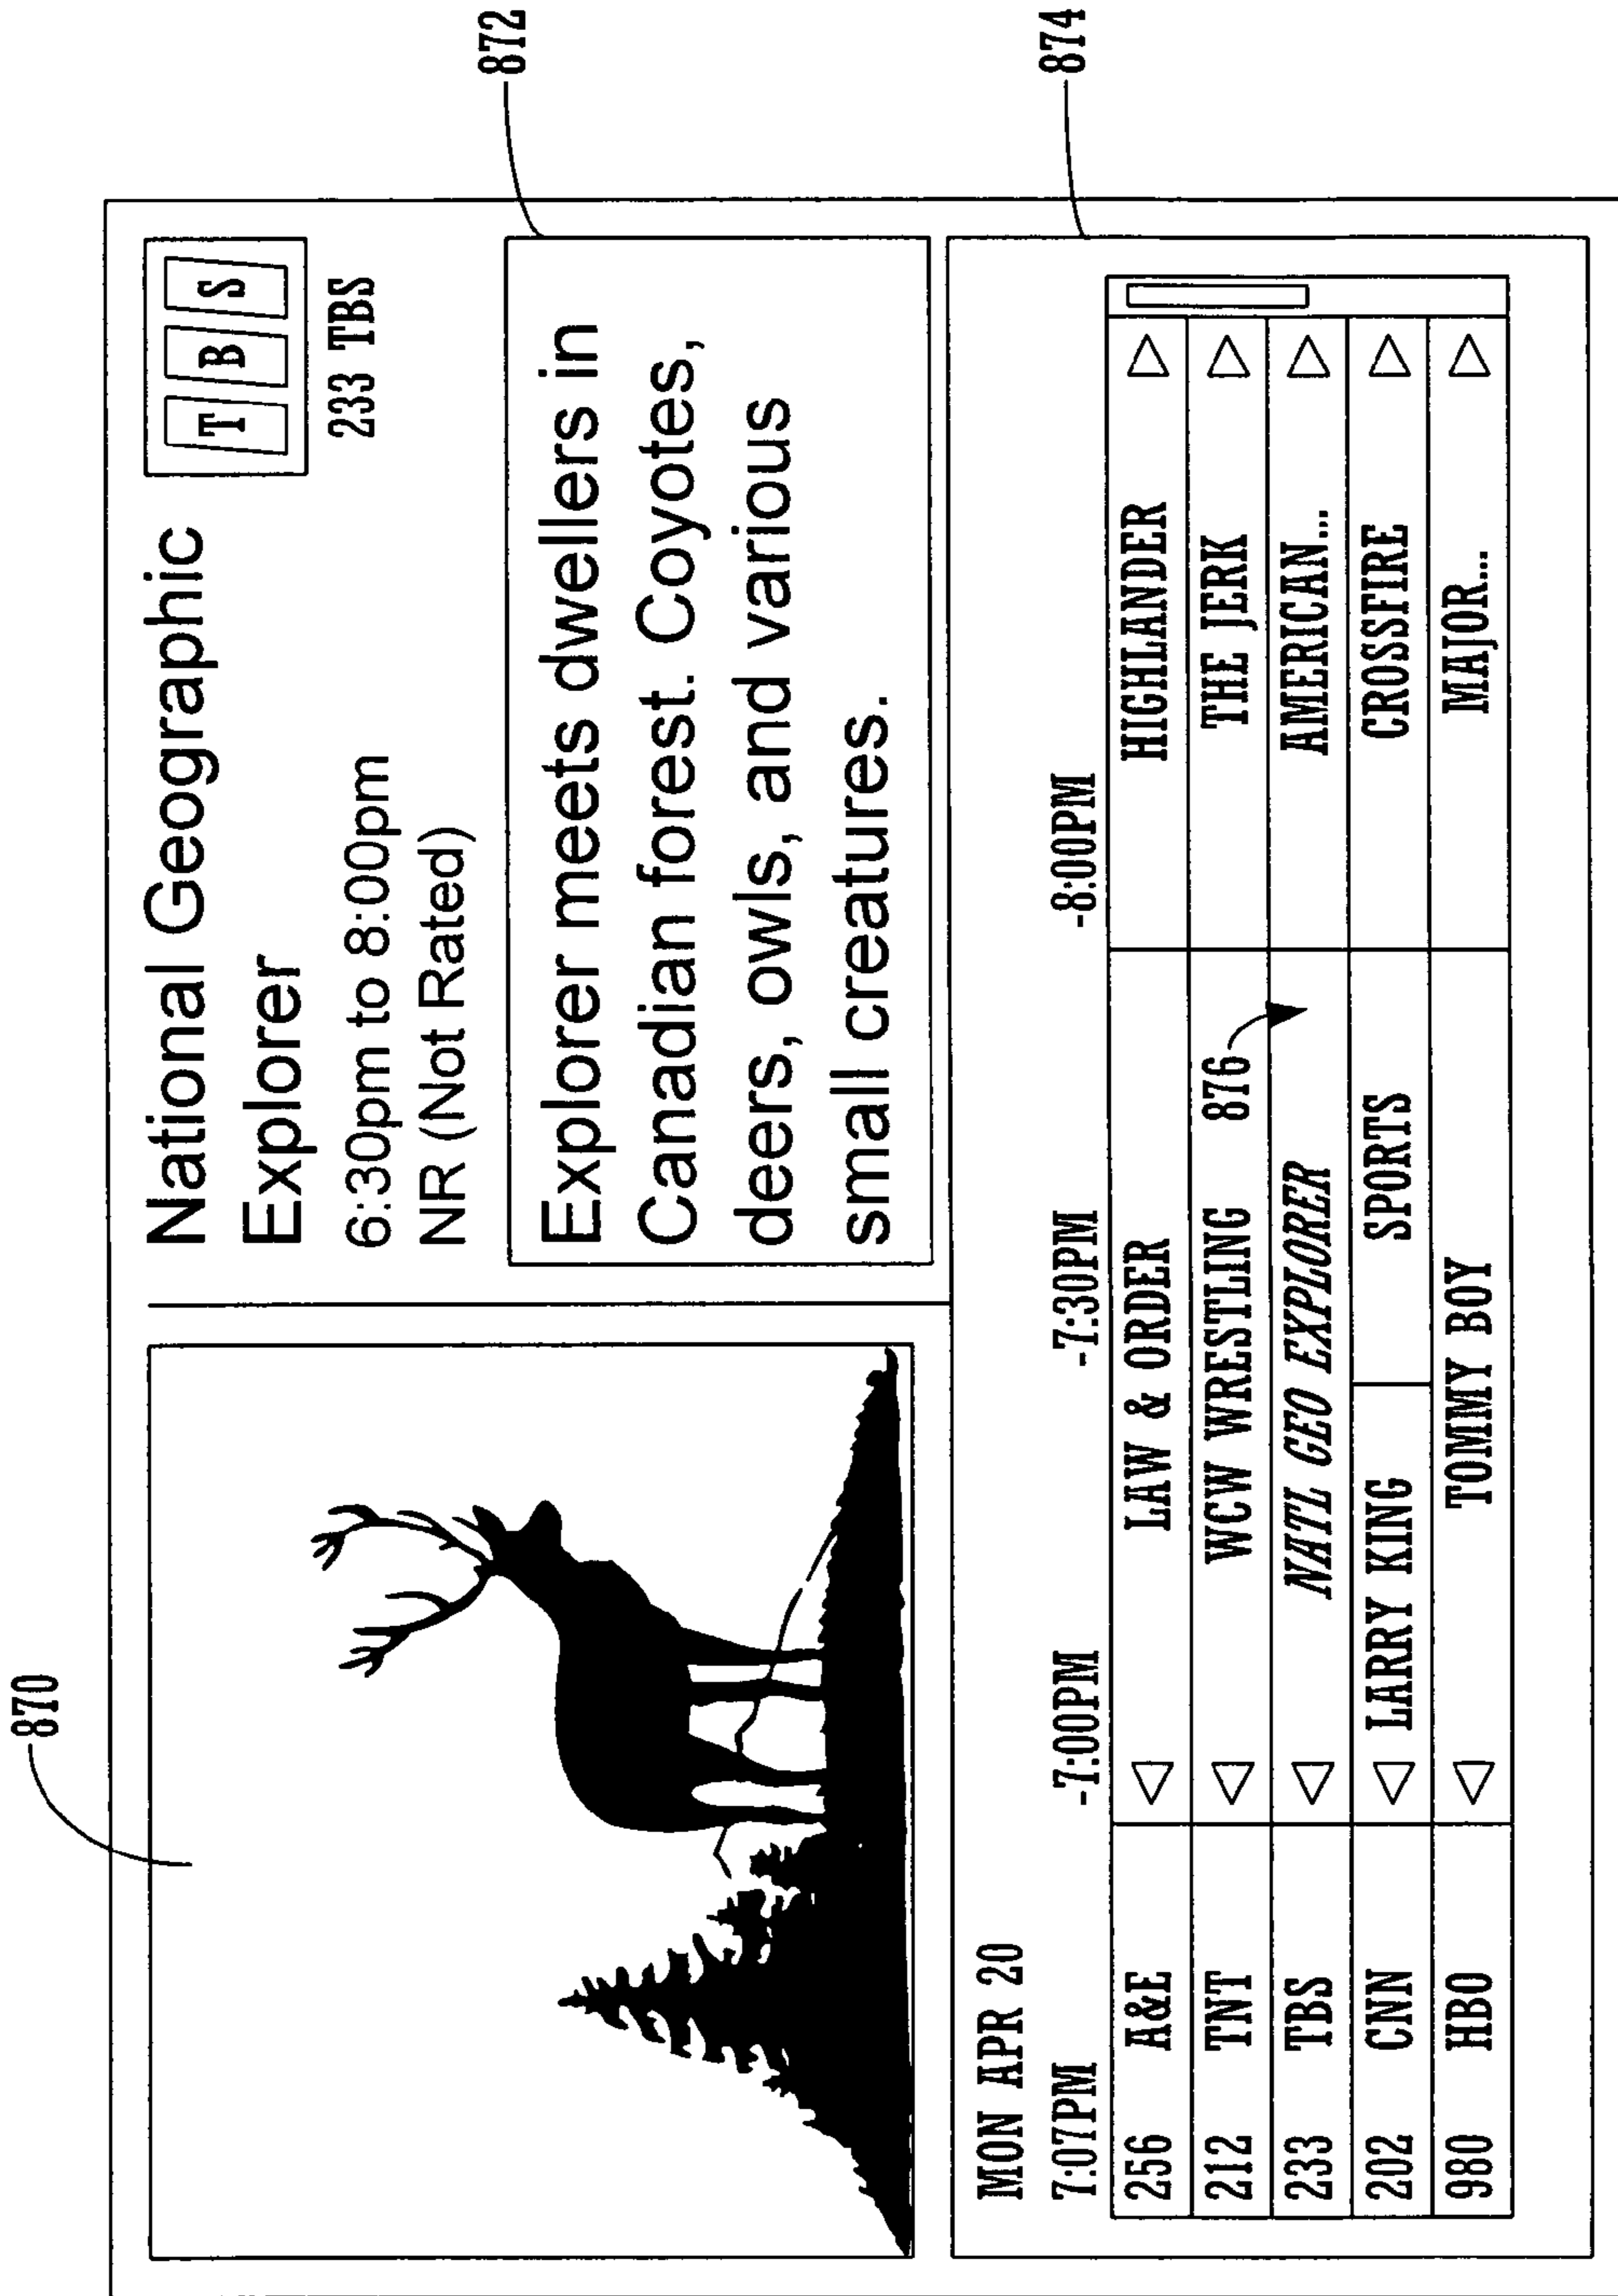 870
National Geographic
Explorer
6:30pm to 8:00pm
NR (Not Rated)
T B S
233 TBS
872
Explorer meets dwellers in
Canadian forest. Coyotes,
deers, owls, and various
small creatures.
874
MON APR 20
7:07PM -7:00PM -7:30PM -8:00PM
256 A&E LAW & ORDER HIGHLANDER
212 TNT WCW WRESTLING 876 THE JERK
233 TBS NATL GEO EXPLORER AMERICAN...
202 CNN LARRY KING SPORTS CROSSFIRE
980 HBO TOMMY BOY MAJOR...